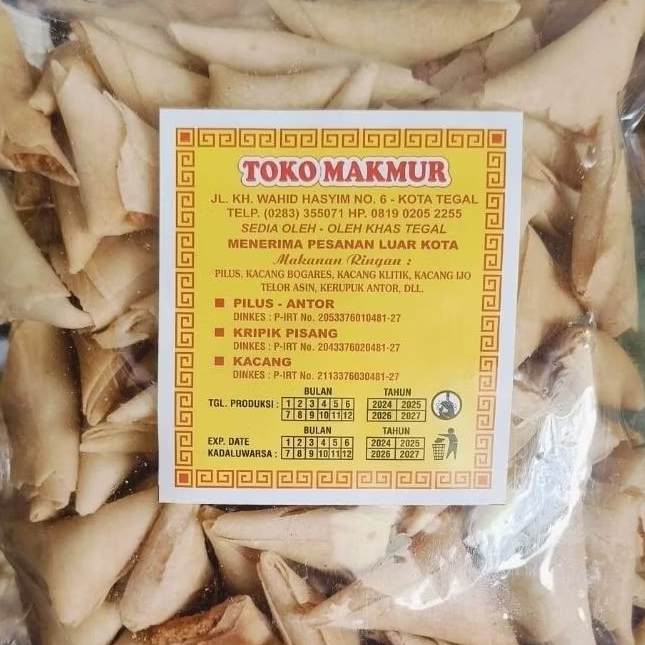 TOKO MAKMUR
JL. KH. WAHID HASYIM NO. 6 - KOTA TEGAL
TELP. (0283) 355071 HP. 0819 0205 2255
SEDIA OLEH - OLEH KHAS TEGAL
MENERIMA PESANAN LUAR KOTA
Makanan Ringan :
PILUS, KACANG BOGARES, KACANG KLITIK, KACANG IJO
TELOR ASIN, KERUPUK ANTOR, DLL.
PILUS - ANTOR
DINKES : P-IRT No. 2053376010481-27
KRIPIK PISANG
DINKES : P-IRT No. 2043376020481-27
KACANG
DINKES : P-IRT No. 2113376030481-27
BULAN TAHUN
TGL. PRODUKSI : 1 2 3 4 5 6 2024 2025
7 8 9 10 11 12 2026 2027
BULAN TAHUN
EXP. DATE 1 2 3 4 5 6 2024 2025
KADALUWARSA : 7 8 9 10 11 12 2026 2027